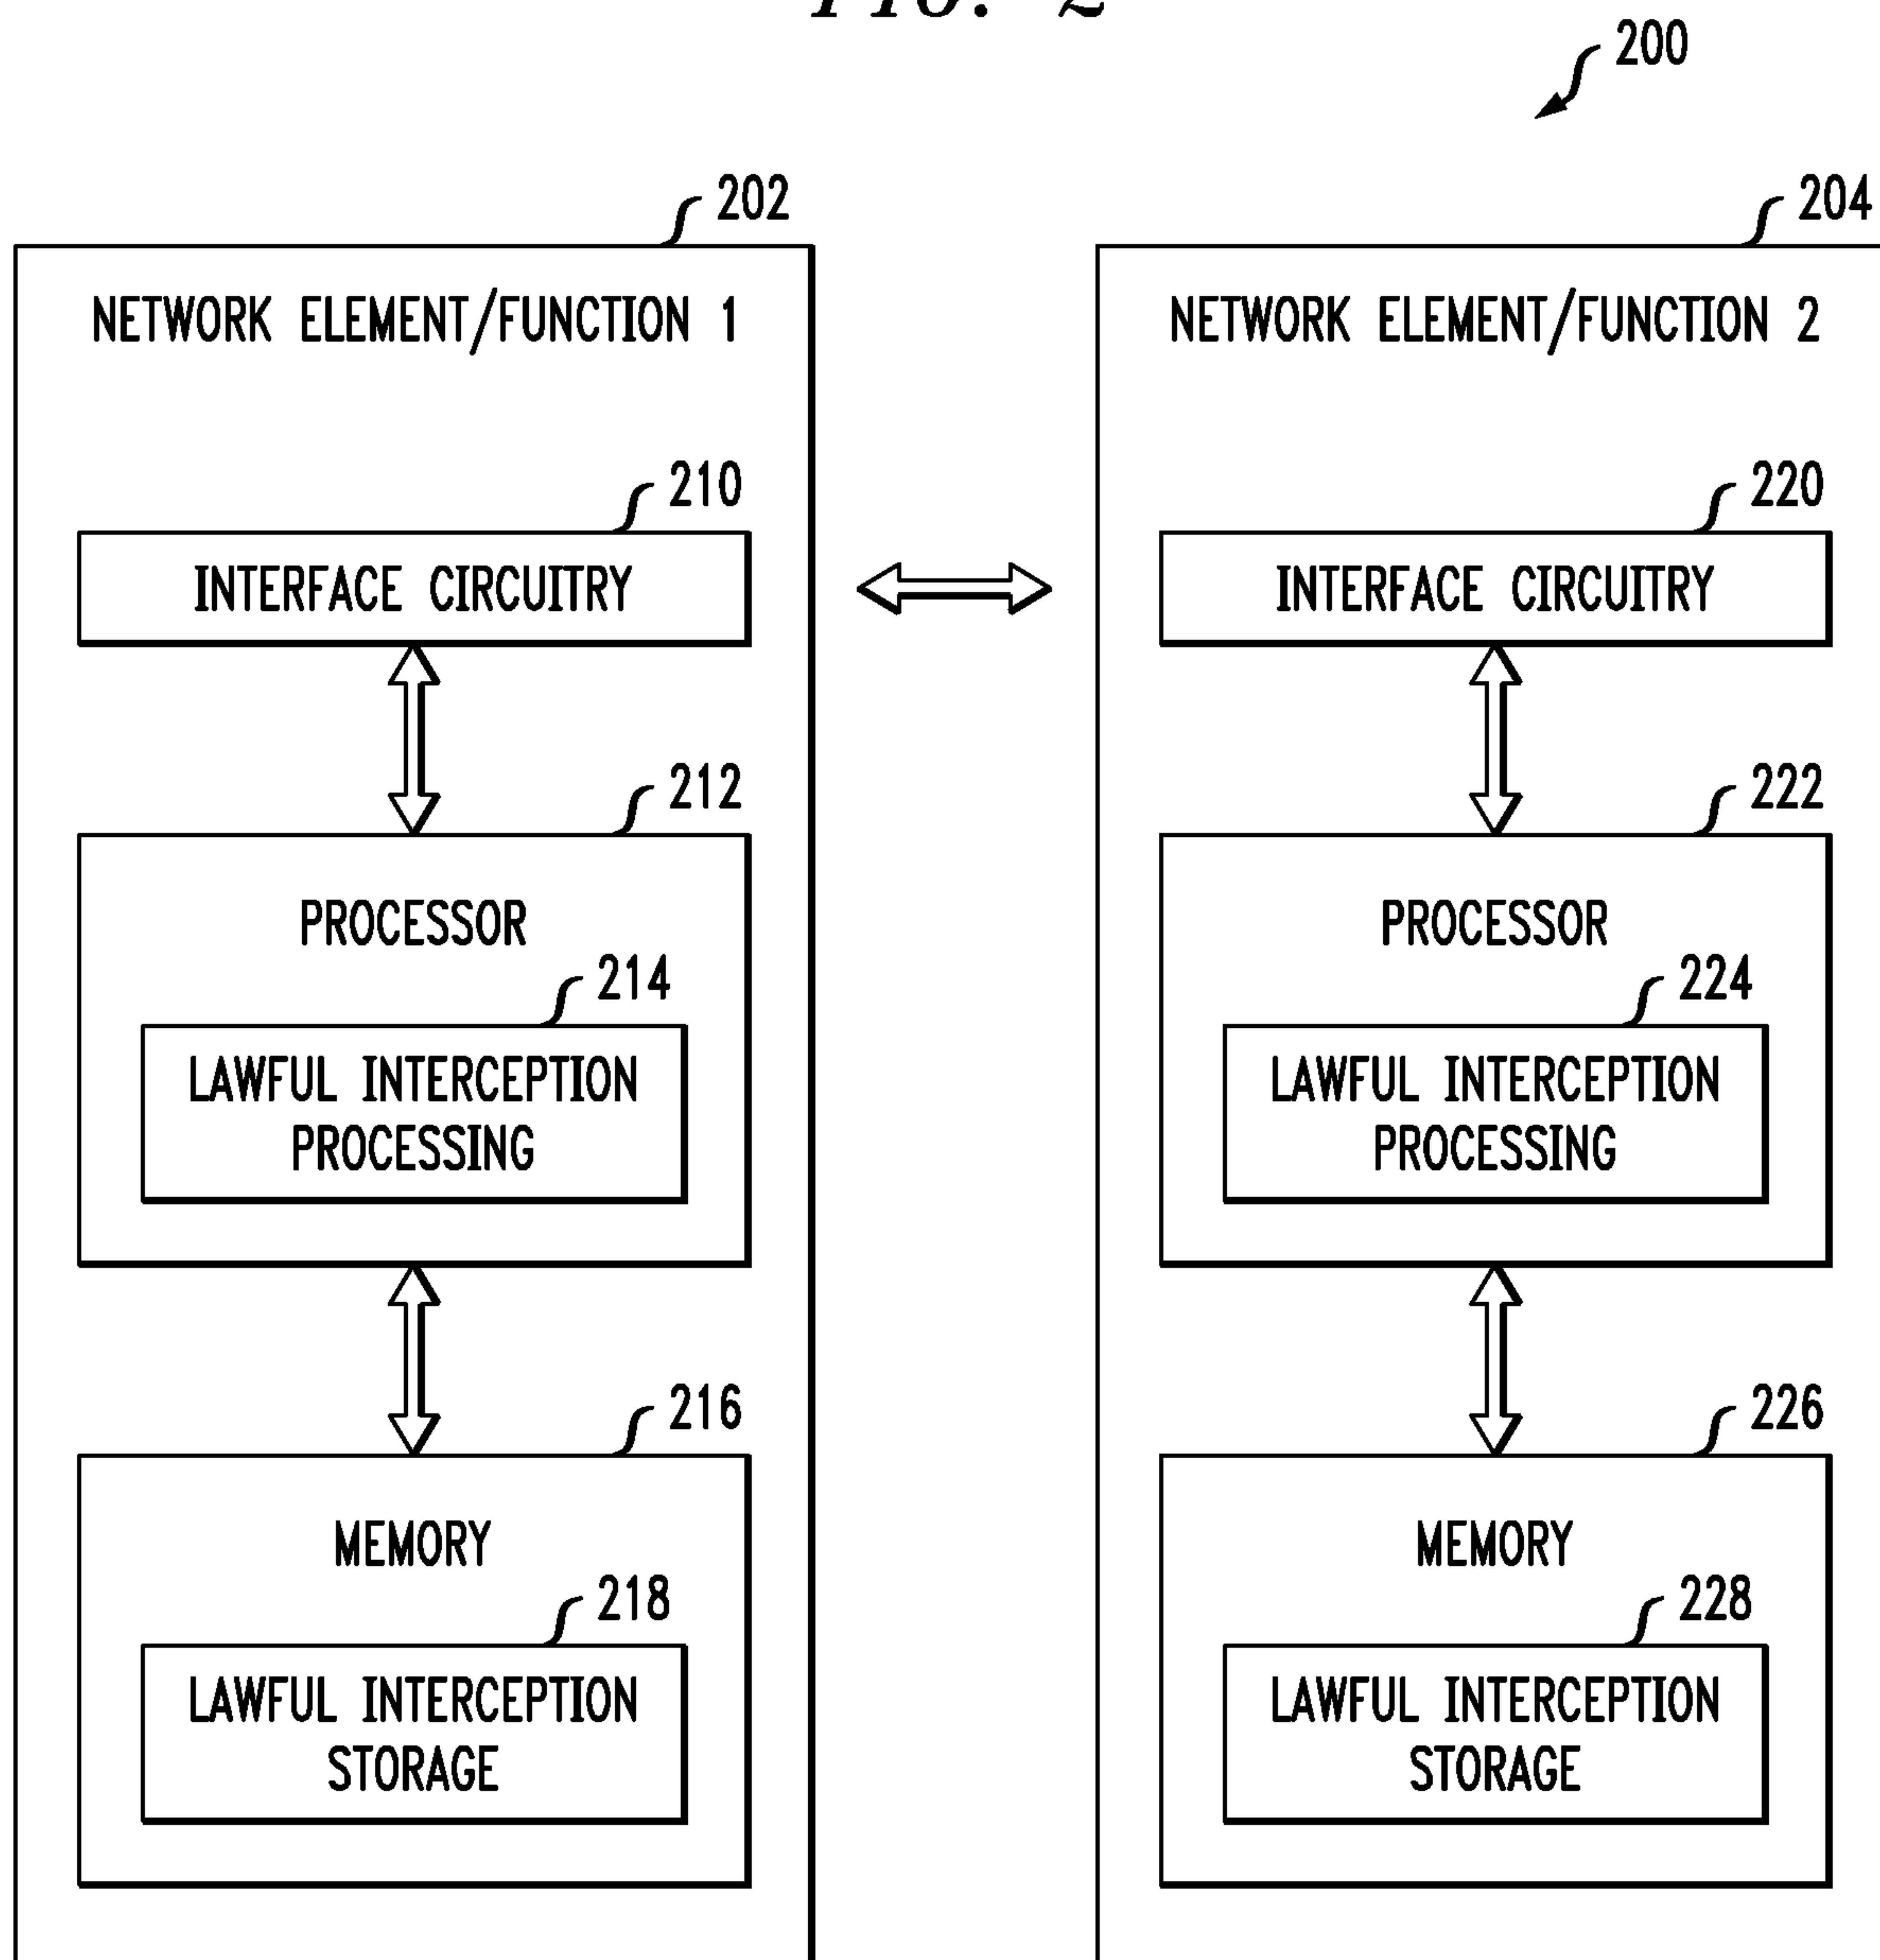 FIG. 2
200
202
204
NETWORK ELEMENT/FUNCTION 1
NETWORK ELEMENT/FUNCTION 2
210
220
INTERFACE CIRCUITRY
INTERFACE CIRCUITRY
212
222
PROCESSOR
PROCESSOR
214
224
LAWFUL INTERCEPTION
PROCESSING
LAWFUL INTERCEPTION
PROCESSING
216
226
MEMORY
MEMORY
218
228
LAWFUL INTERCEPTION
STORAGE
LAWFUL INTERCEPTION
STORAGE